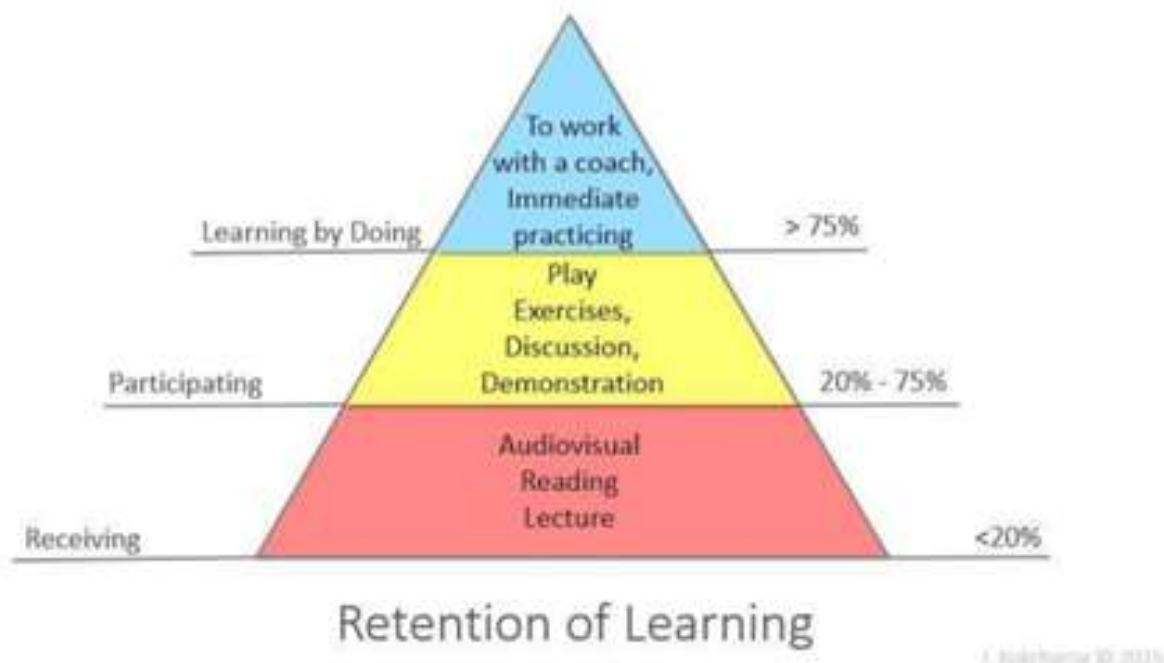 To work
with a coach,
Immediate
practicing
Learning by Doing
> 75%
Play
Exercises,
Discussion,
Demonstration
Participating
20% - 75%
Audiovisual
Reading
Lecture
Receiving
<20%
Retention of Learning